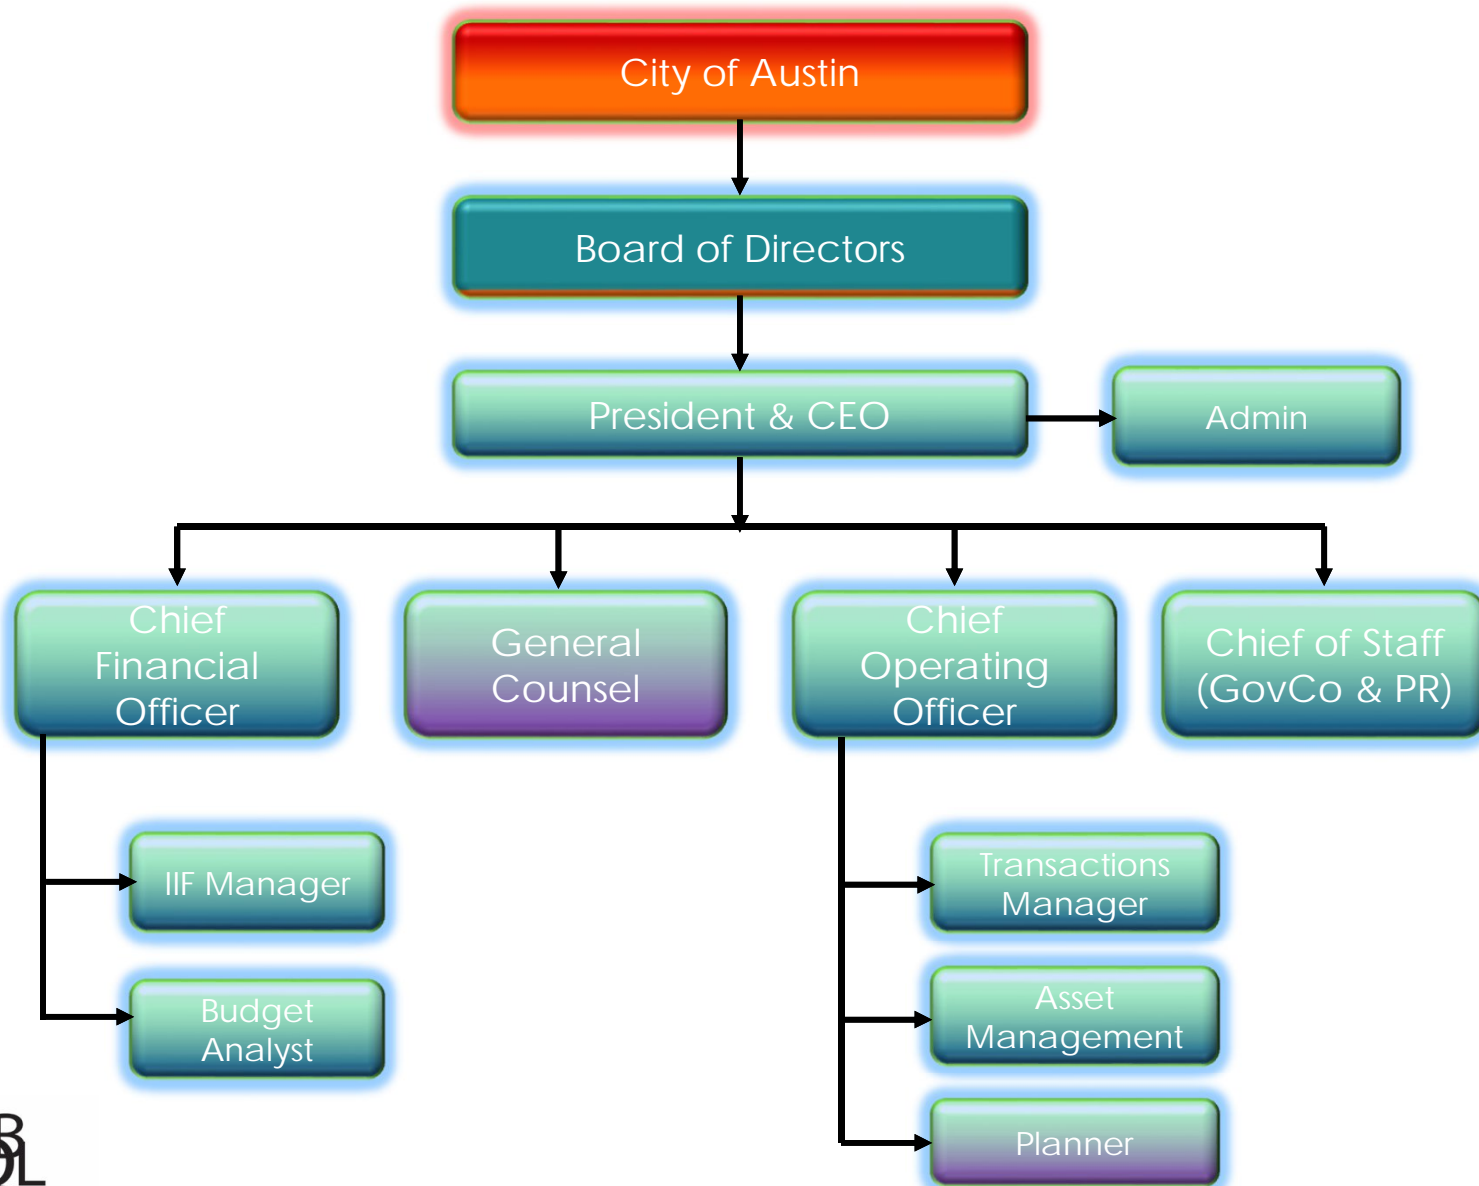 City of Austin
Board of Directors
President & CEO
Admin
Chief
Financial
Officer
General
Counsel
Chief
Operating
Officer
Chief of Staff
(GovCo & PR)
IIF Manager
Transactions
Manager
Budget
Analyst
Asset
Management
Planner